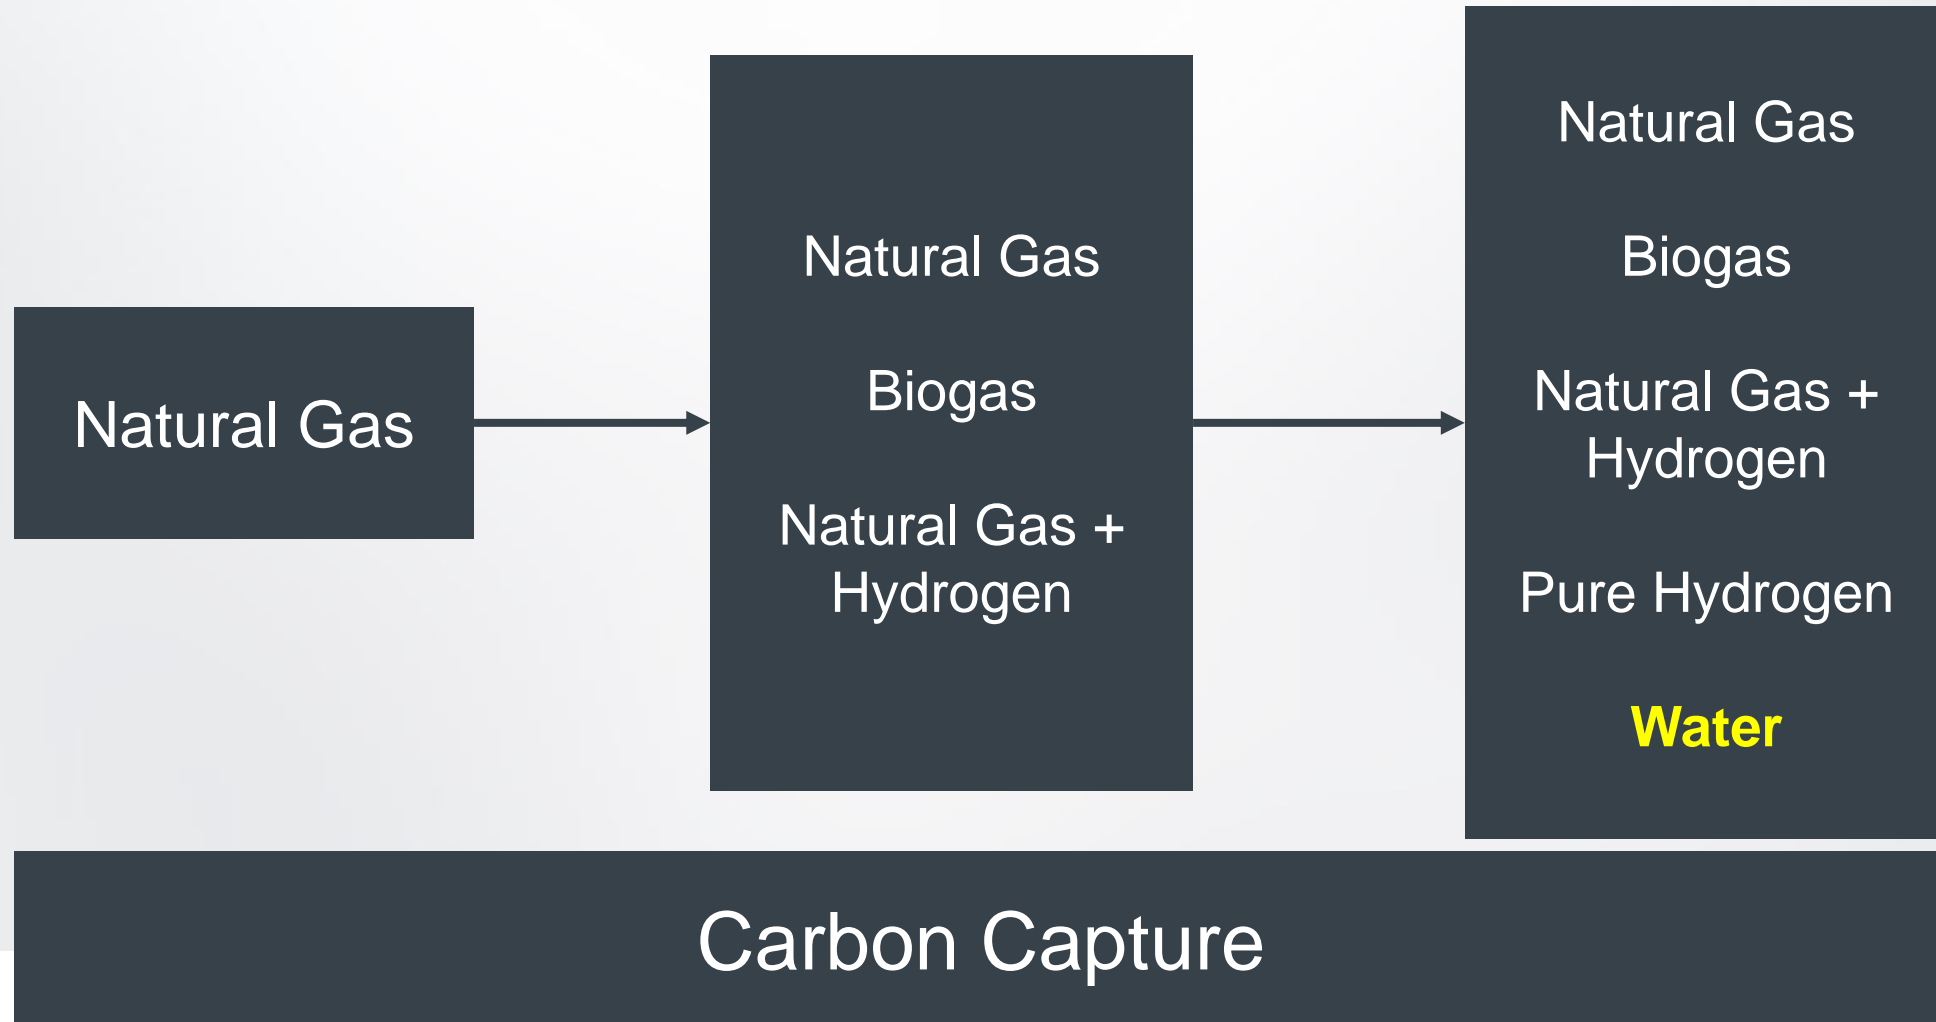 Natural Gas
Natural Gas
Biogas
Natural Gas +
Hydrogen
Natural Gas
Biogas
Natural Gas +
Hydrogen
Pure Hydrogen
Water
Carbon Capture